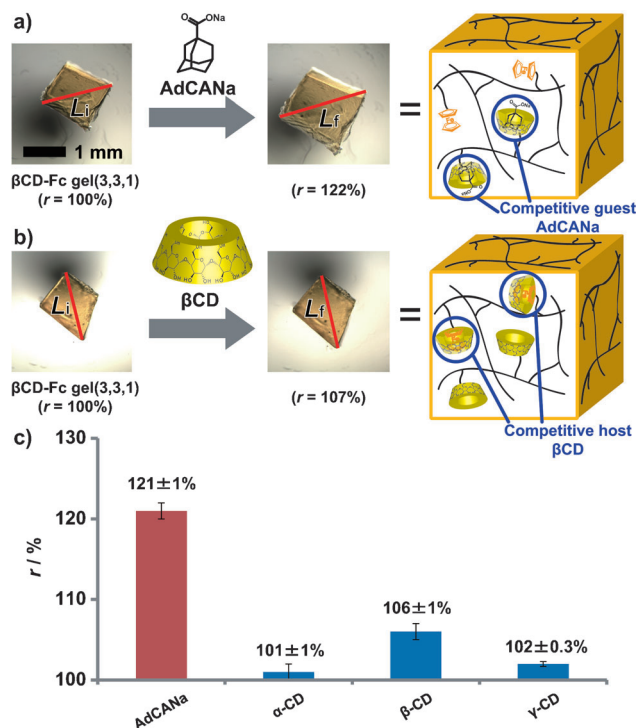 a)
ONa
O
AdCANa
Li
1 mm
Lf
=
βCD-Fc gel(3,3,1)
(r = 100%)
(r = 122%)
Competitive guest
AdCANa
b)
βCD
Li
Lf
=
βCD-Fc gel(3,3,1)
(r = 100%)
(r = 107%)
Competitive host
βCD
c)
r / %
130
120
110
100
121±1%
101±1%
106±1%
102±0.3%
AdCANa
α-CD
β-CD
γ-CD